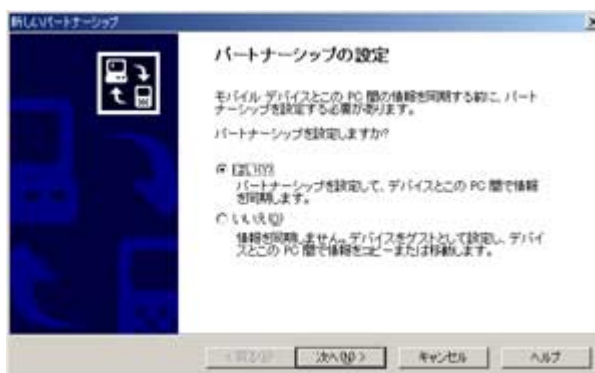 新しいパートナーシップ
パートナーシップの設定
モバイル デバイスとこの PC 間の情報を同期する前に、パート
ナーシップを設定する必要があります。
パートナーシップを設定しますか?
はい(Y)
パートナーシップを設定して、デバイスとこの PC 間で情報
を同期します。
いいえ(O)
情報を同期しません。デバイスをゲストとして設定し、デバイ
スとこの PC 間で情報をコピーまたは移動します。
< 戻る(B)
次へ(N) >
キャンセル
ヘルプ